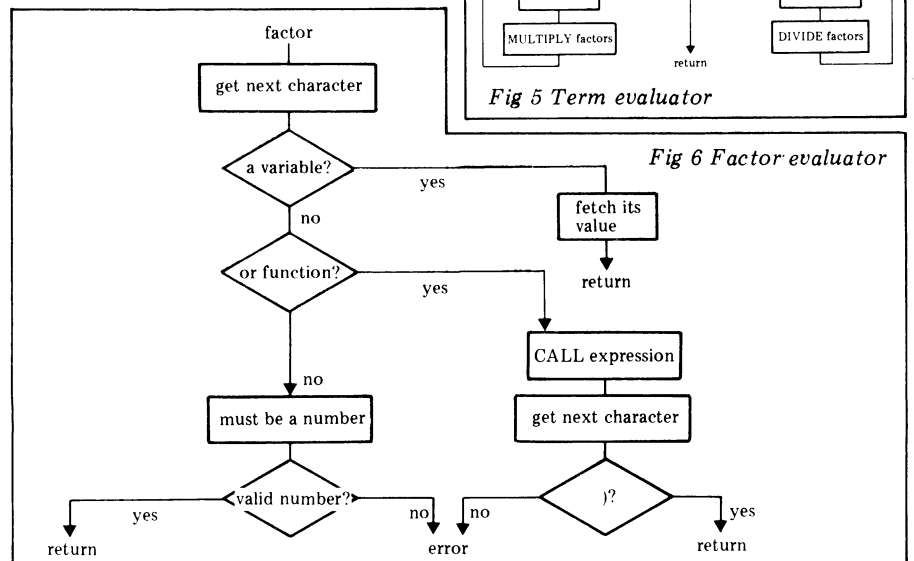 MULTIPLY factors
return
DIVIDE factors
Fig 5 Term evaluator
Fig 6 Factor evaluator
factor
get next character
a variable?
yes
no
fetch its
value
return
or function?
yes
no
CALL expression
get next character
must be a number
valid number?
yes
no
return
error
)?
no
yes
return